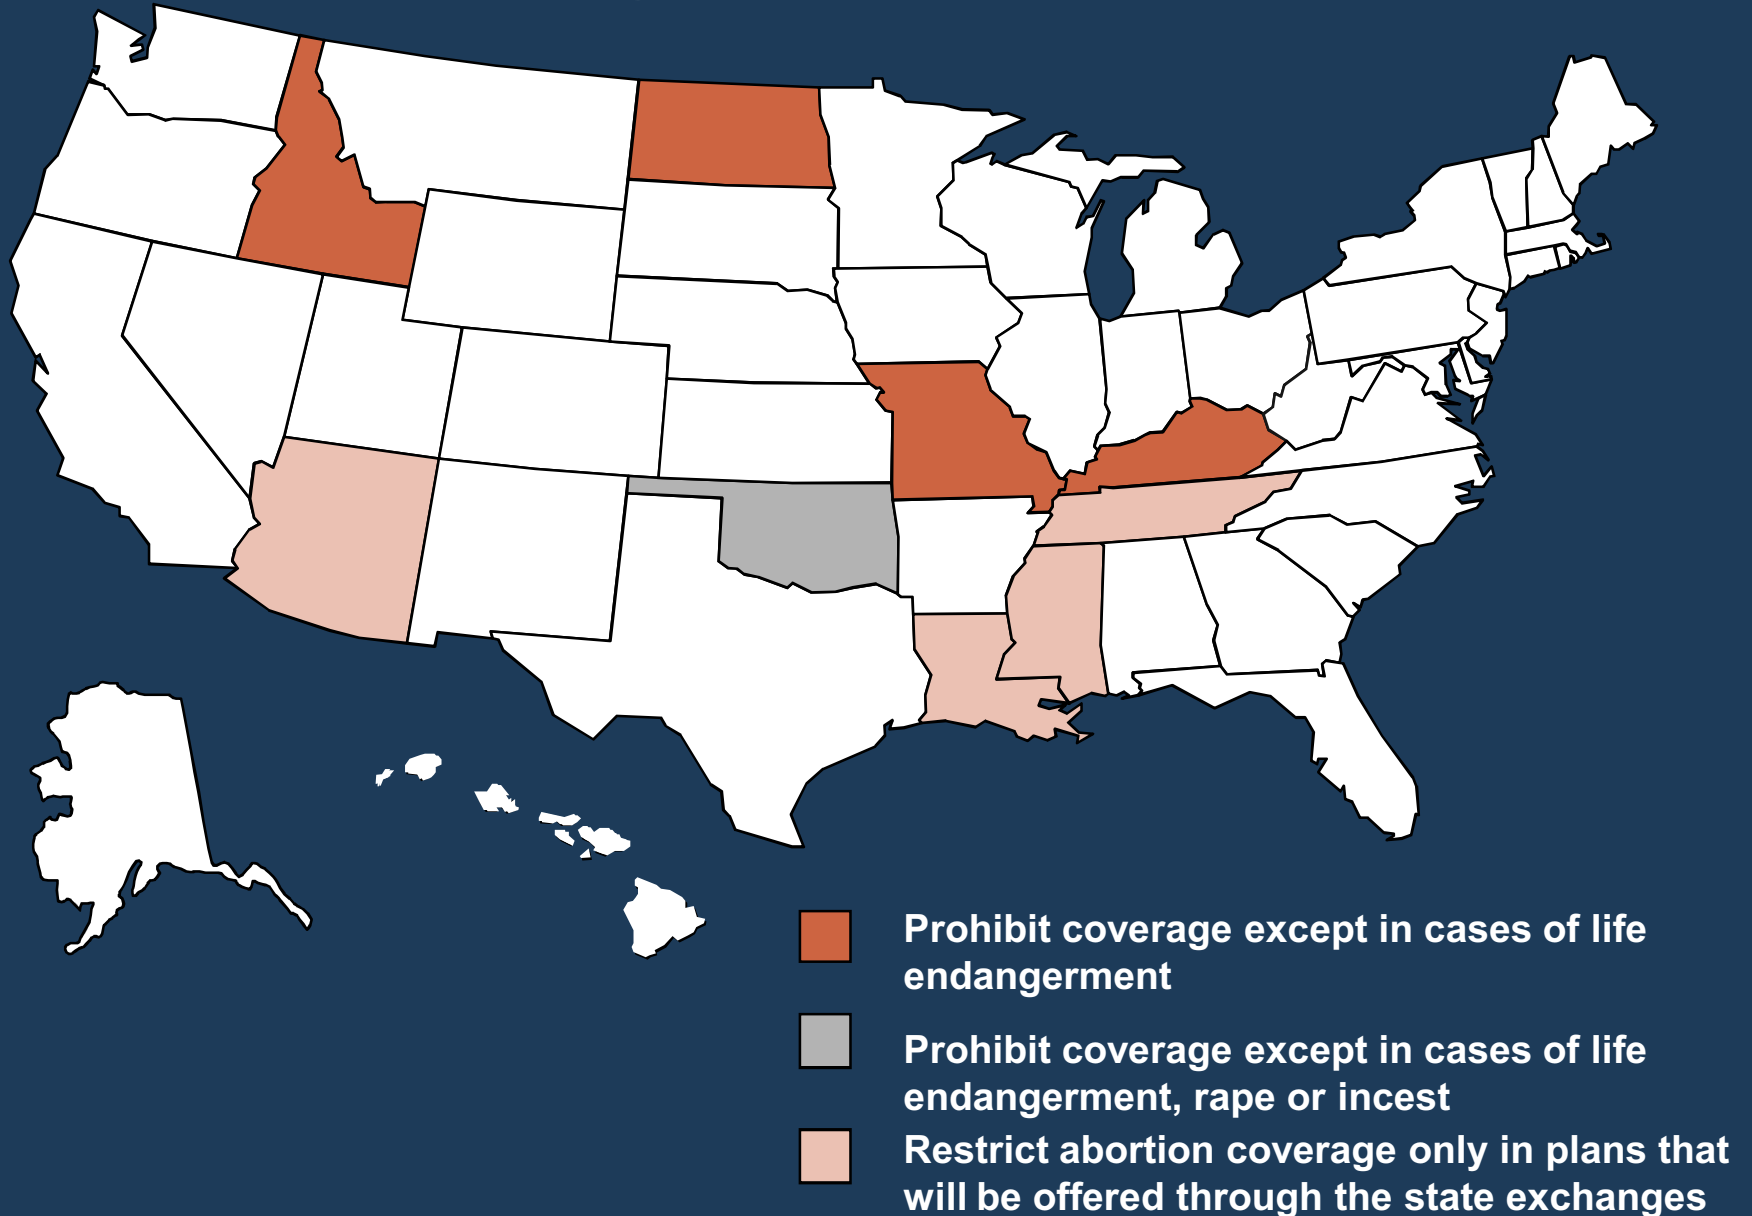 Prohibit coverage except in cases of life
endangerment
Prohibit coverage except in cases of life
endangerment, rape or incest
Restrict abortion coverage only in plans that
will be offered through the state exchanges